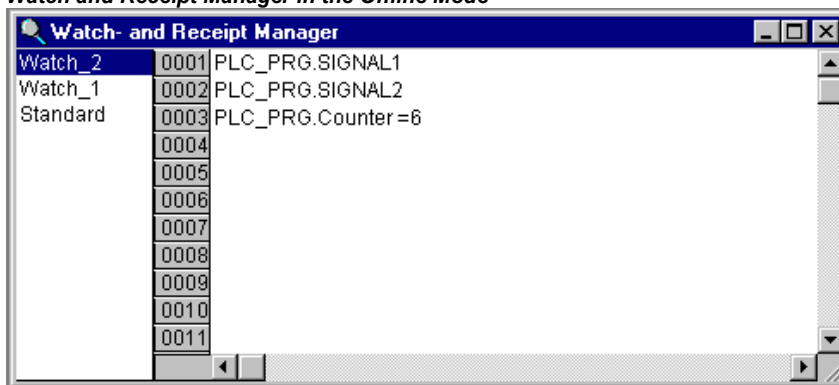 Watch and Receipt Manager in the Offline Mode
Watch- and Receipt Manager
Watch_2
Watch_1
Standard
0001 PLC_PRG.SIGNAL1
0002 PLC_PRG.SIGNAL2
0003 PLC_PRG.Counter =6
0004
0005
0006
0007
0008
0009
0010
0011